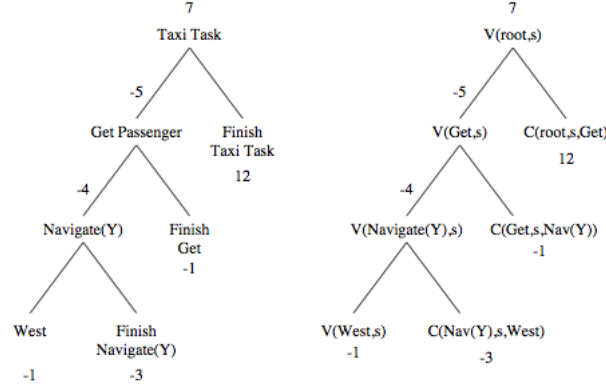 7
7
Taxi Task
V(root,s)
-5
-5
Get Passenger
Finish
Taxi Task
12
V(Get,s)
C(root,s,Get)
12
-4
-4
Navigate(Y)
Finish
Get
-1
V(Navigate(Y),s)
C(Get,s,Nav(Y))
-1
West
-1
Finish
Navigate(Y)
-3
V(West,s)
-1
C(Nav(Y),s,West)
-3